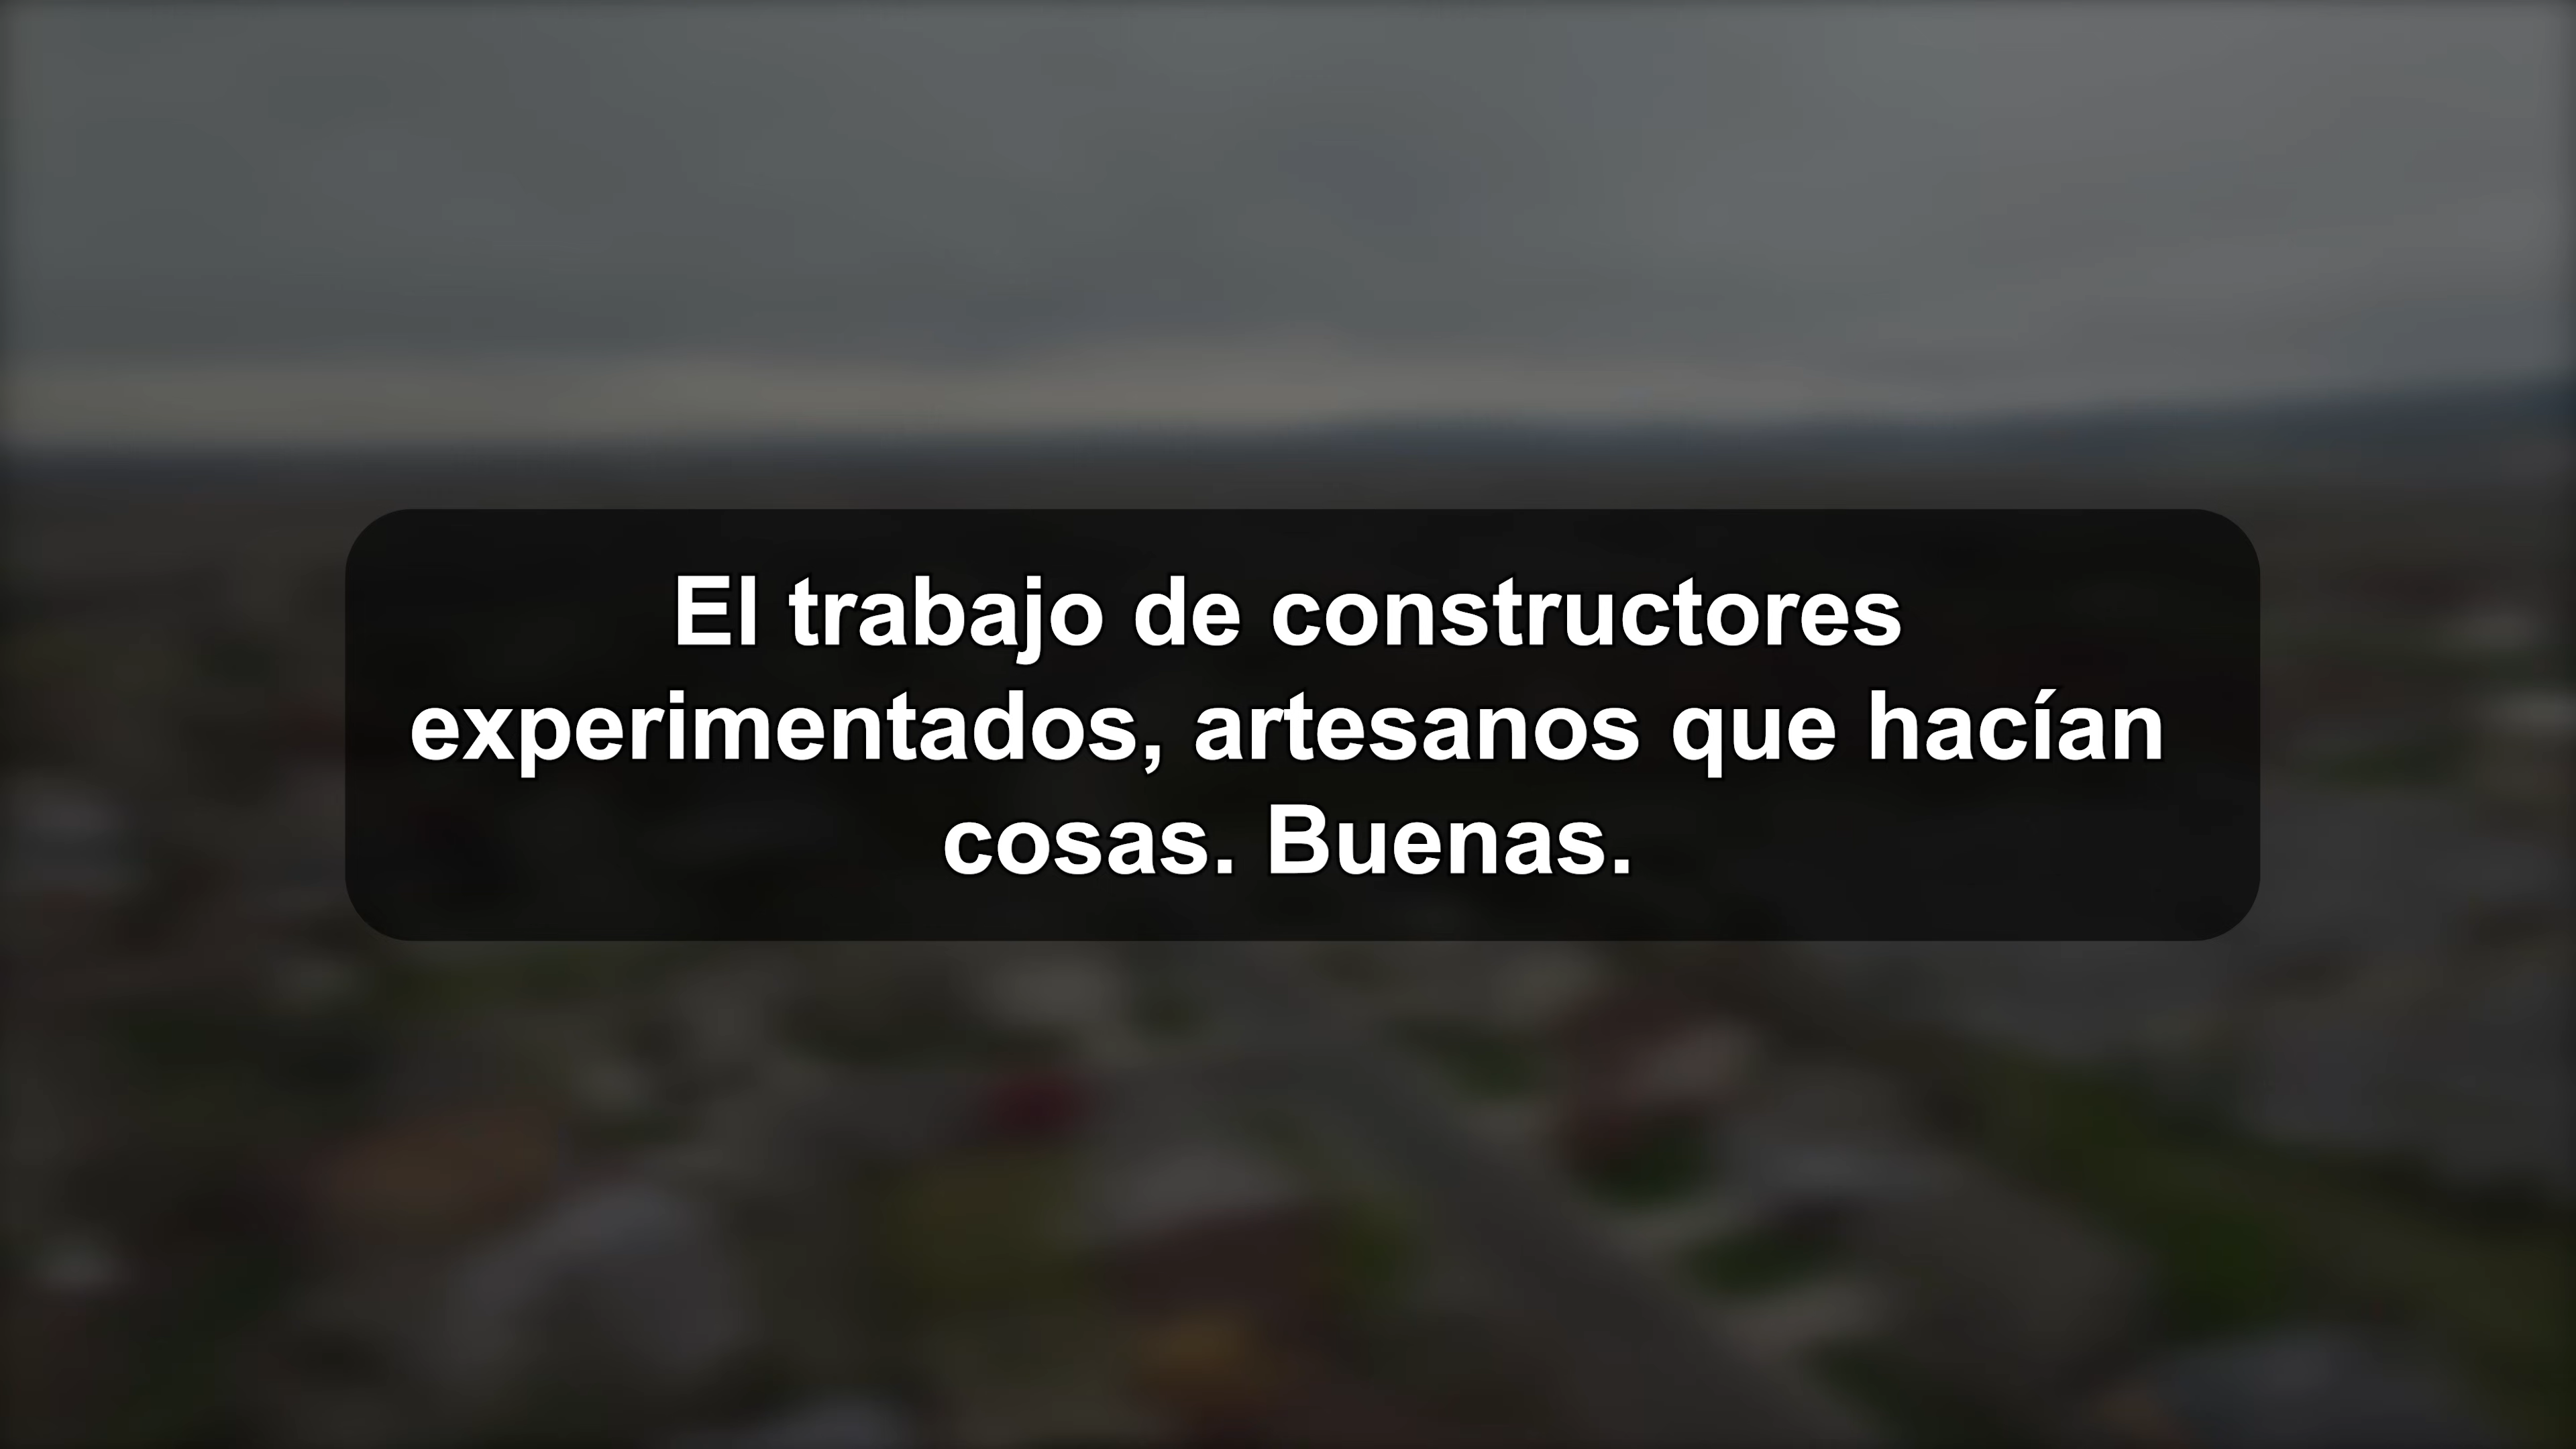 El trabajo de constructores
experimentados, artesanos que hacían
cosas. Buenas.